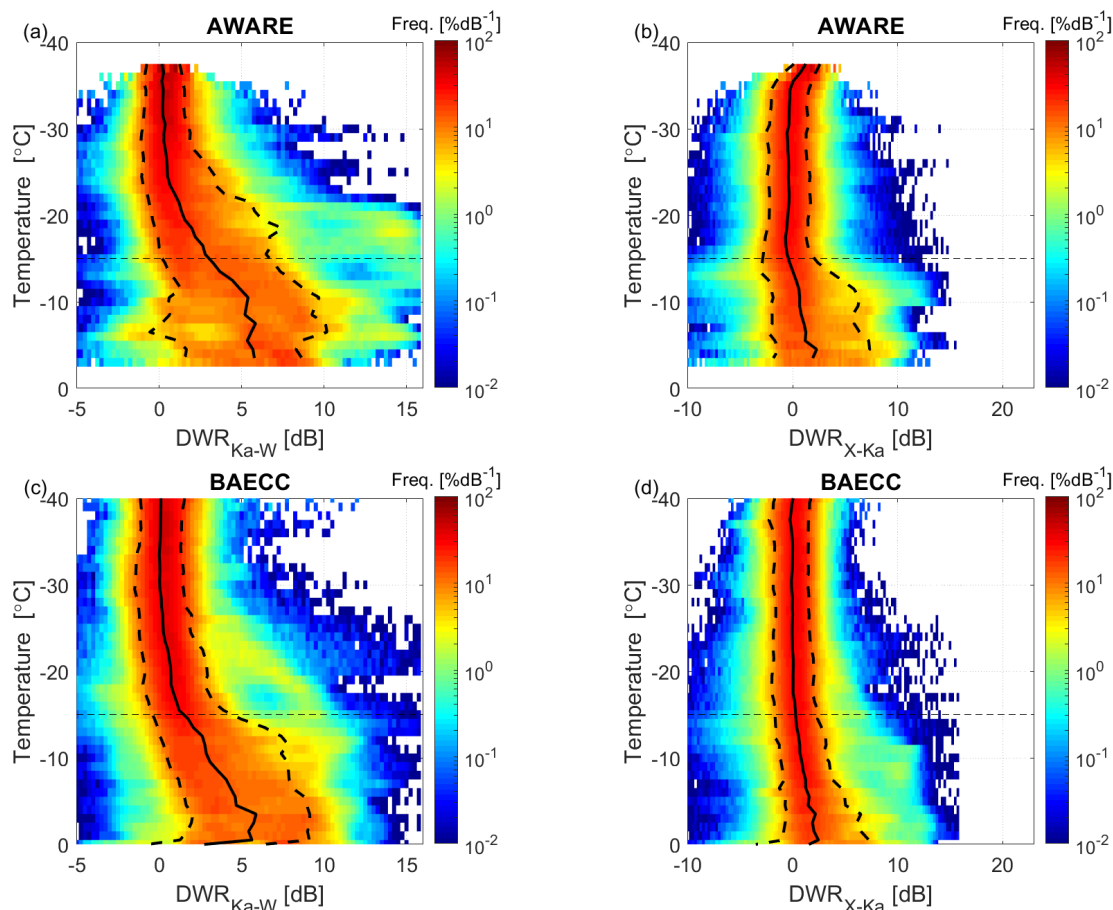 (a) AWARE Freq. [%dB⁻¹]
-40
-30
-20
-10
0
Temperature [°C]
-5 0 5 10 15
DWR_Ka-W [dB]
10²
10¹
10⁰
10⁻¹
10⁻²
(b) AWARE Freq. [%dB⁻¹]
-40
-30
-20
-10
0
Temperature [°C]
-10 0 10 20
DWR_X-Ka [dB]
10²
10¹
10⁰
10⁻¹
10⁻²
(c) BAECC Freq. [%dB⁻¹]
-40
-30
-20
-10
0
Temperature [°C]
-5 0 5 10 15
DWR_Ka-W [dB]
10²
10¹
10⁰
10⁻¹
10⁻²
(d) BAECC Freq. [%dB⁻¹]
-40
-30
-20
-10
0
Temperature [°C]
-10 0 10 20
DWR_X-Ka [dB]
10²
10¹
10⁰
10⁻¹
10⁻²